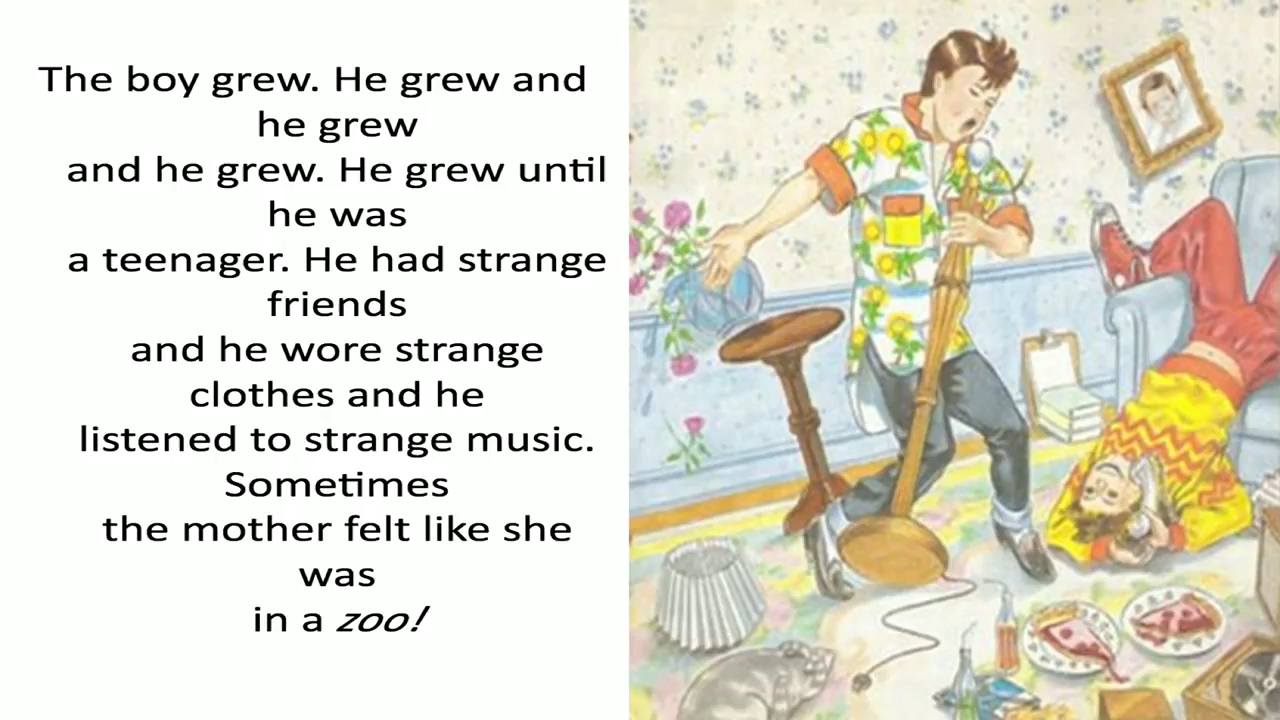 The boy grew. He grew and
he grew
and he grew. He grew until
he was
a teenager. He had strange
friends
and he wore strange
clothes and he
listened to strange music.
Sometimes
the mother felt like she
was
in a zoo!